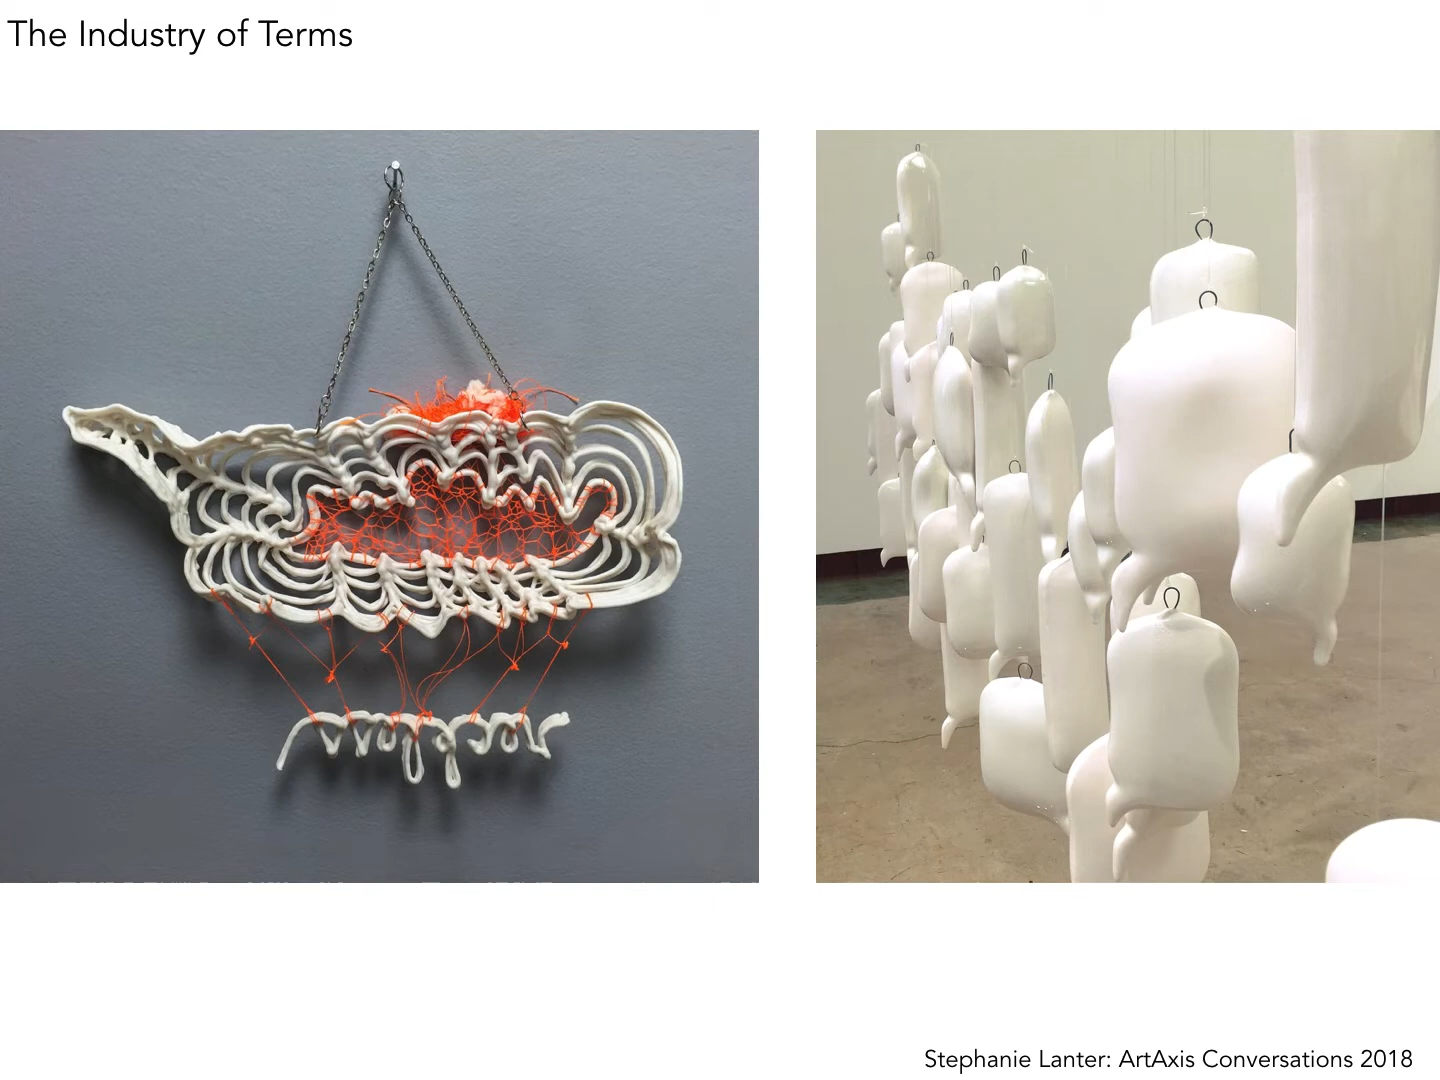 The Industry of Terms
Stephanie Lanter: ArtAxis Conversations 2018